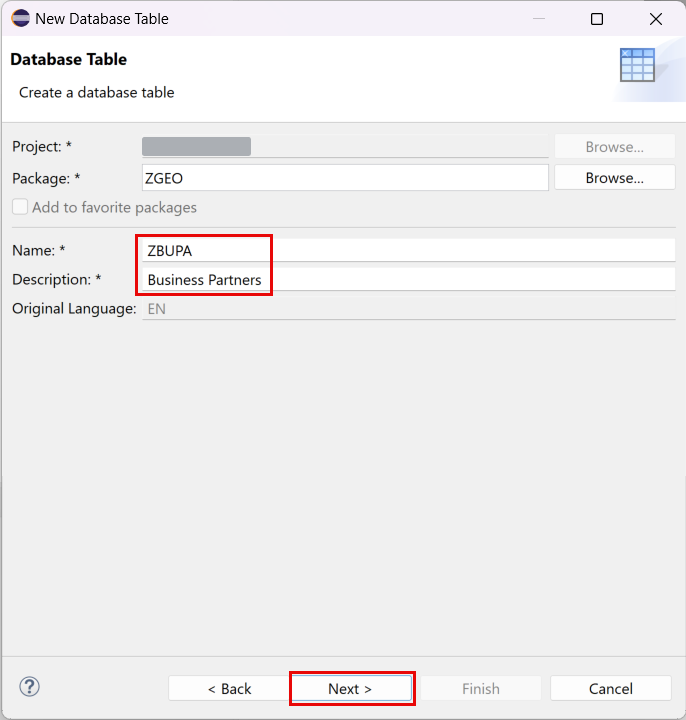 New Database Table
Database Table
Create a database table
Project: *
Browse...
Package: * ZGEO Browse...
Add to favorite packages
Name: * ZBUPA
Description: * Business Partners
Original Language: EN
? < Back Next > Finish Cancel